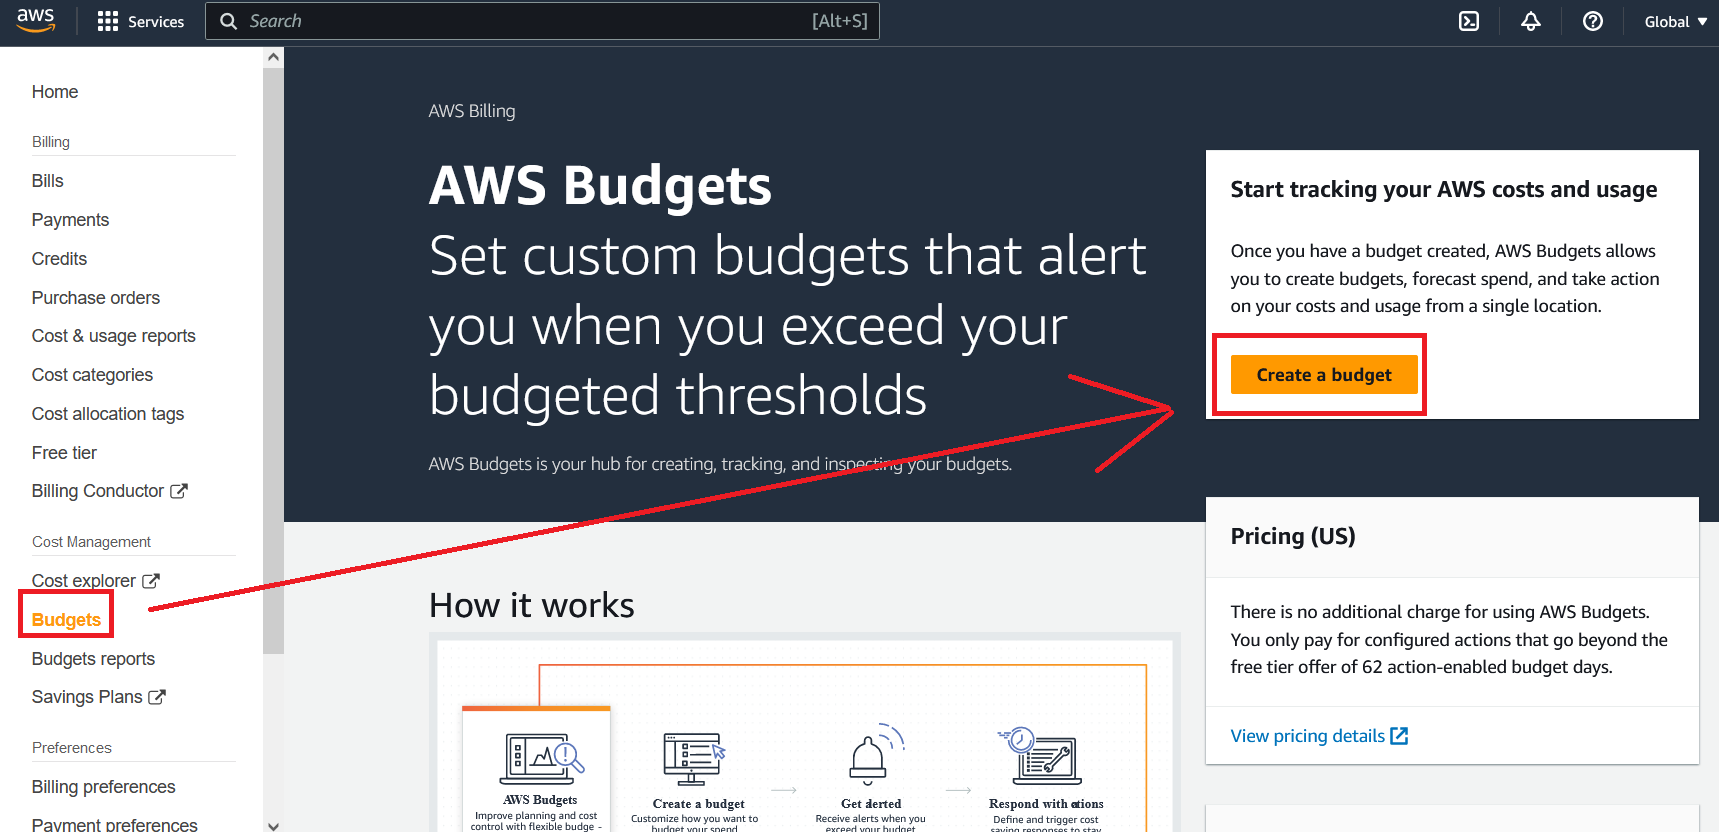 aws
Services
Search
[Alt+S]
Global
Home
Billing
Bills
Payments
Credits
Purchase orders
Cost & usage reports
Cost categories
Cost allocation tags
Free tier
Billing Conductor
Cost Management
Cost explorer
Budgets
Budgets reports
Savings Plans
Preferences
Billing preferences
Payment preferences
AWS Billing
AWS Budgets
Set custom budgets that alert
you when you exceed your
budgeted thresholds
AWS Budgets is your hub for creating, tracking, and inspecting your budgets.
Start tracking your AWS costs and usage
Once you have a budget created, AWS Budgets allows
you to create budgets, forecast spend, and take action
on your costs and usage from a single location.
Create a budget
Pricing (US)
There is no additional charge for using AWS Budgets.
You only pay for configured actions that go beyond the
free tier offer of 62 action-enabled budget days.
View pricing details
How it works
AWS Budgets
Improve planning and cost
control with flexible budge -
Create a budget
Customize how you want to
budget your spend
Get alerted
Receive alerts when you
exceed your budget
Respond with actions
Define and trigger cost
saving responses to stay